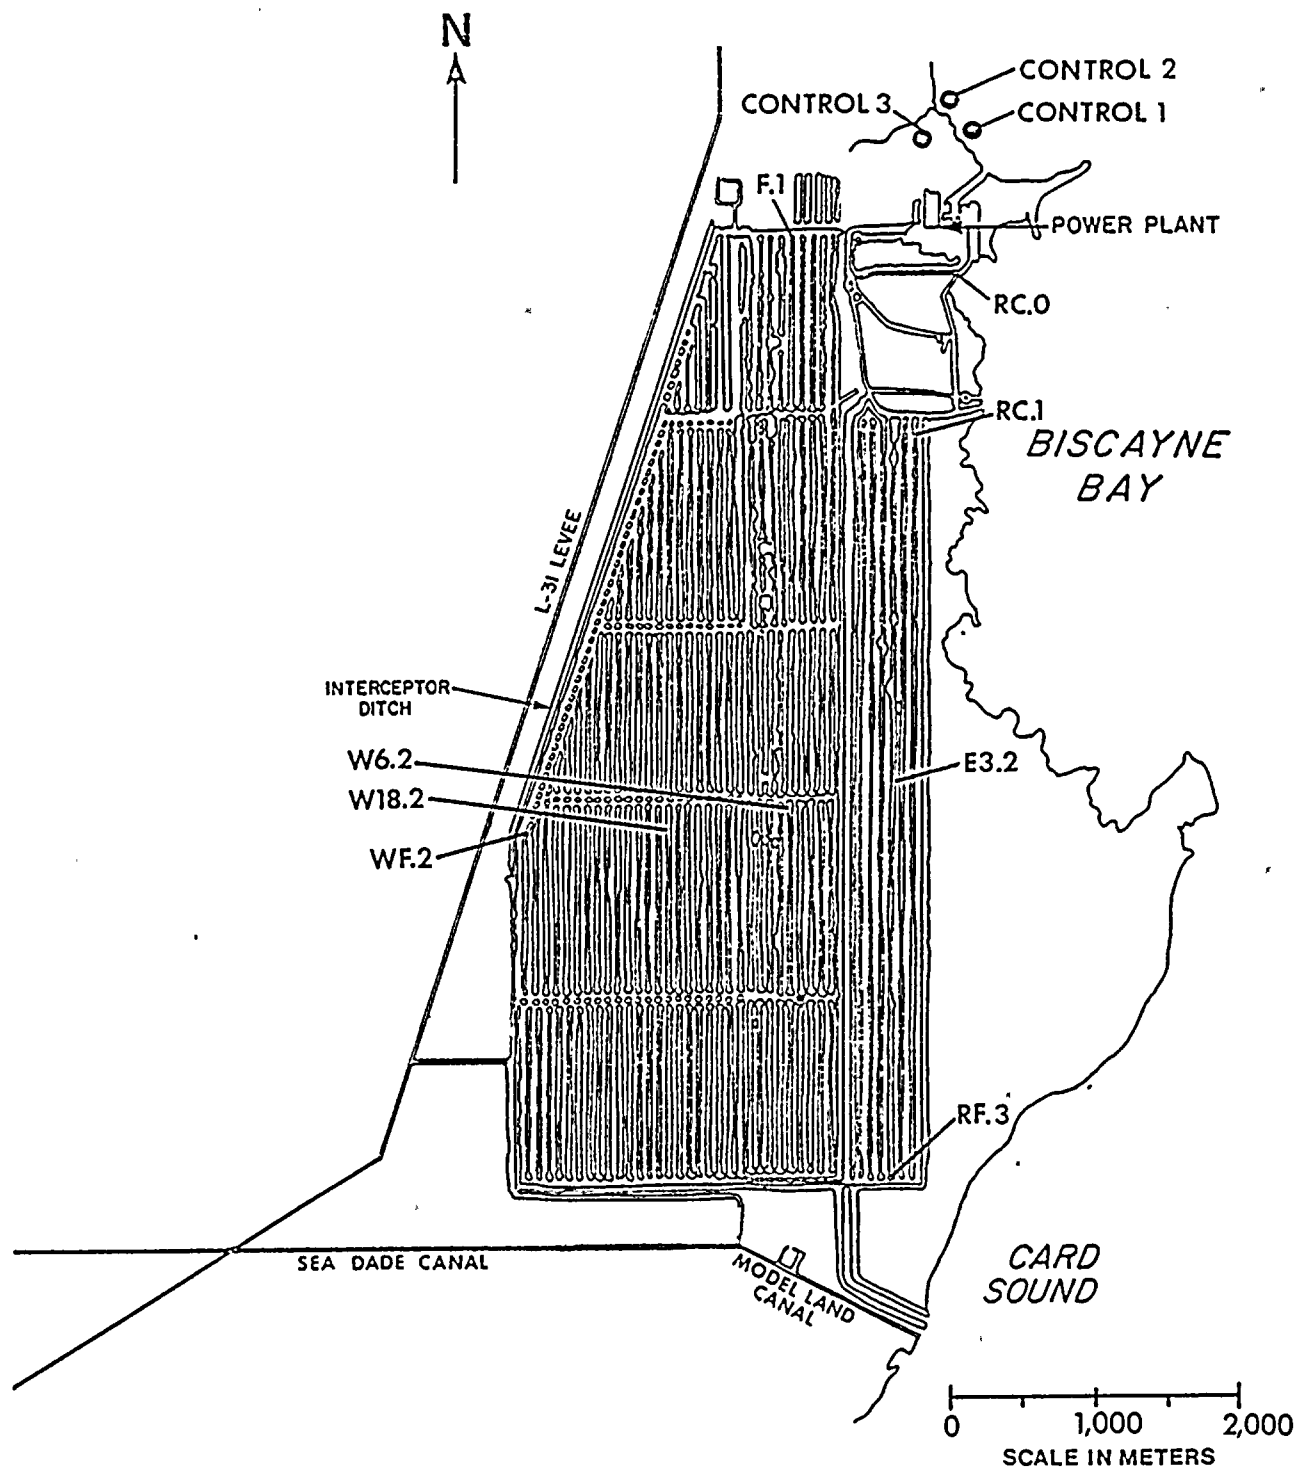 N
CONTROL 2
CONTROL 3
CONTROL 1
F.1
POWER PLANT
RC.0
RC.1
BISCAYNE
BAY
L-31 LEVEE
INTERCEPTOR
DITCH
W6.2
E3.2
W18.2
WF.2
RF.3
SEA DADE CANAL
MODEL LAND
CANAL
CARD
SOUND
0
1,000
2,000
SCALE IN METERS